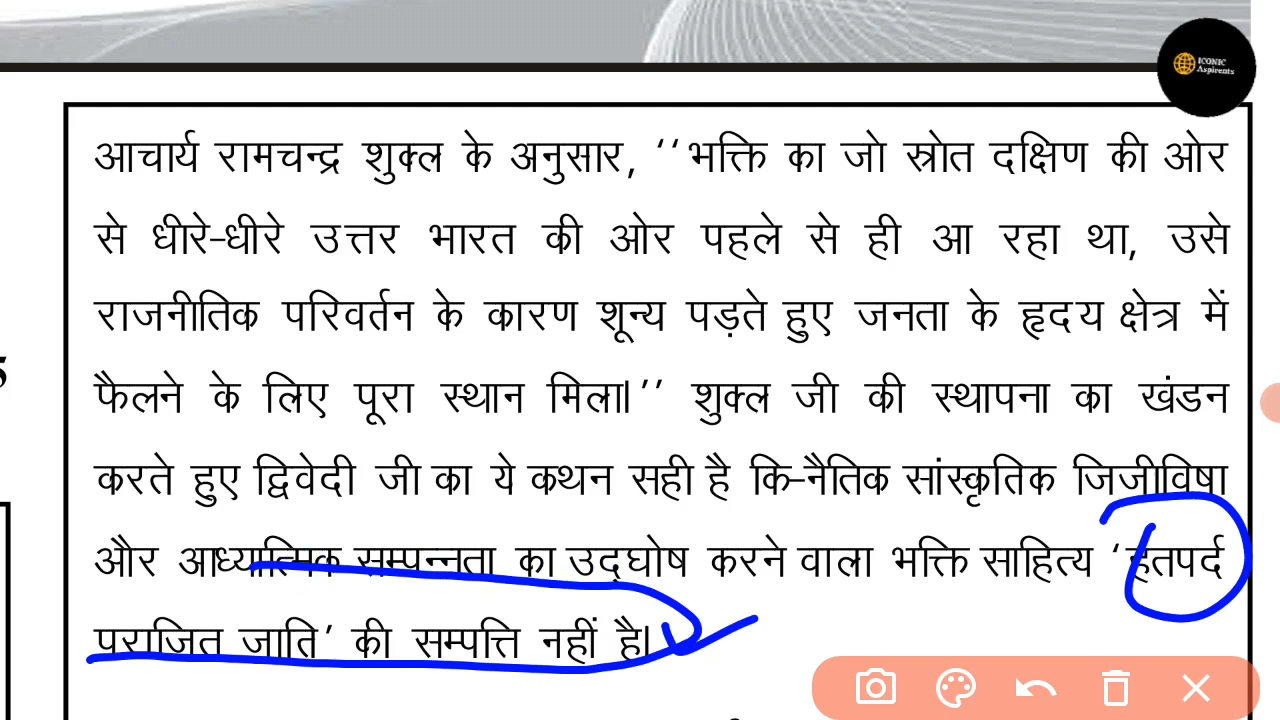 ICONIC
Aspirents
आचार्य रामचन्द्र शुक्ल के अनुसार, ‘‘भक्ति का जो स्रोत दक्षिण की ओर
से धीरे-धीरे उत्तर भारत की ओर पहले से ही आ रहा था, उसे
राजनीतिक परिवर्तन के कारण शून्य पड़ते हुए जनता के हृदय क्षेत्र में
फैलने के लिए पूरा स्थान मिला।’’ शुक्ल जी की स्थापना का खंडन
करते हुए द्विवेदी जी का ये कथन सही है कि-नैतिक सांस्कृतिक जिजीविषा
और आध्यात्मिक सम्पन्नता का उद्घोष करने वाला भक्ति साहित्य ‘हतपर्द
पराजित जाति’ की सम्पत्ति नहीं है।